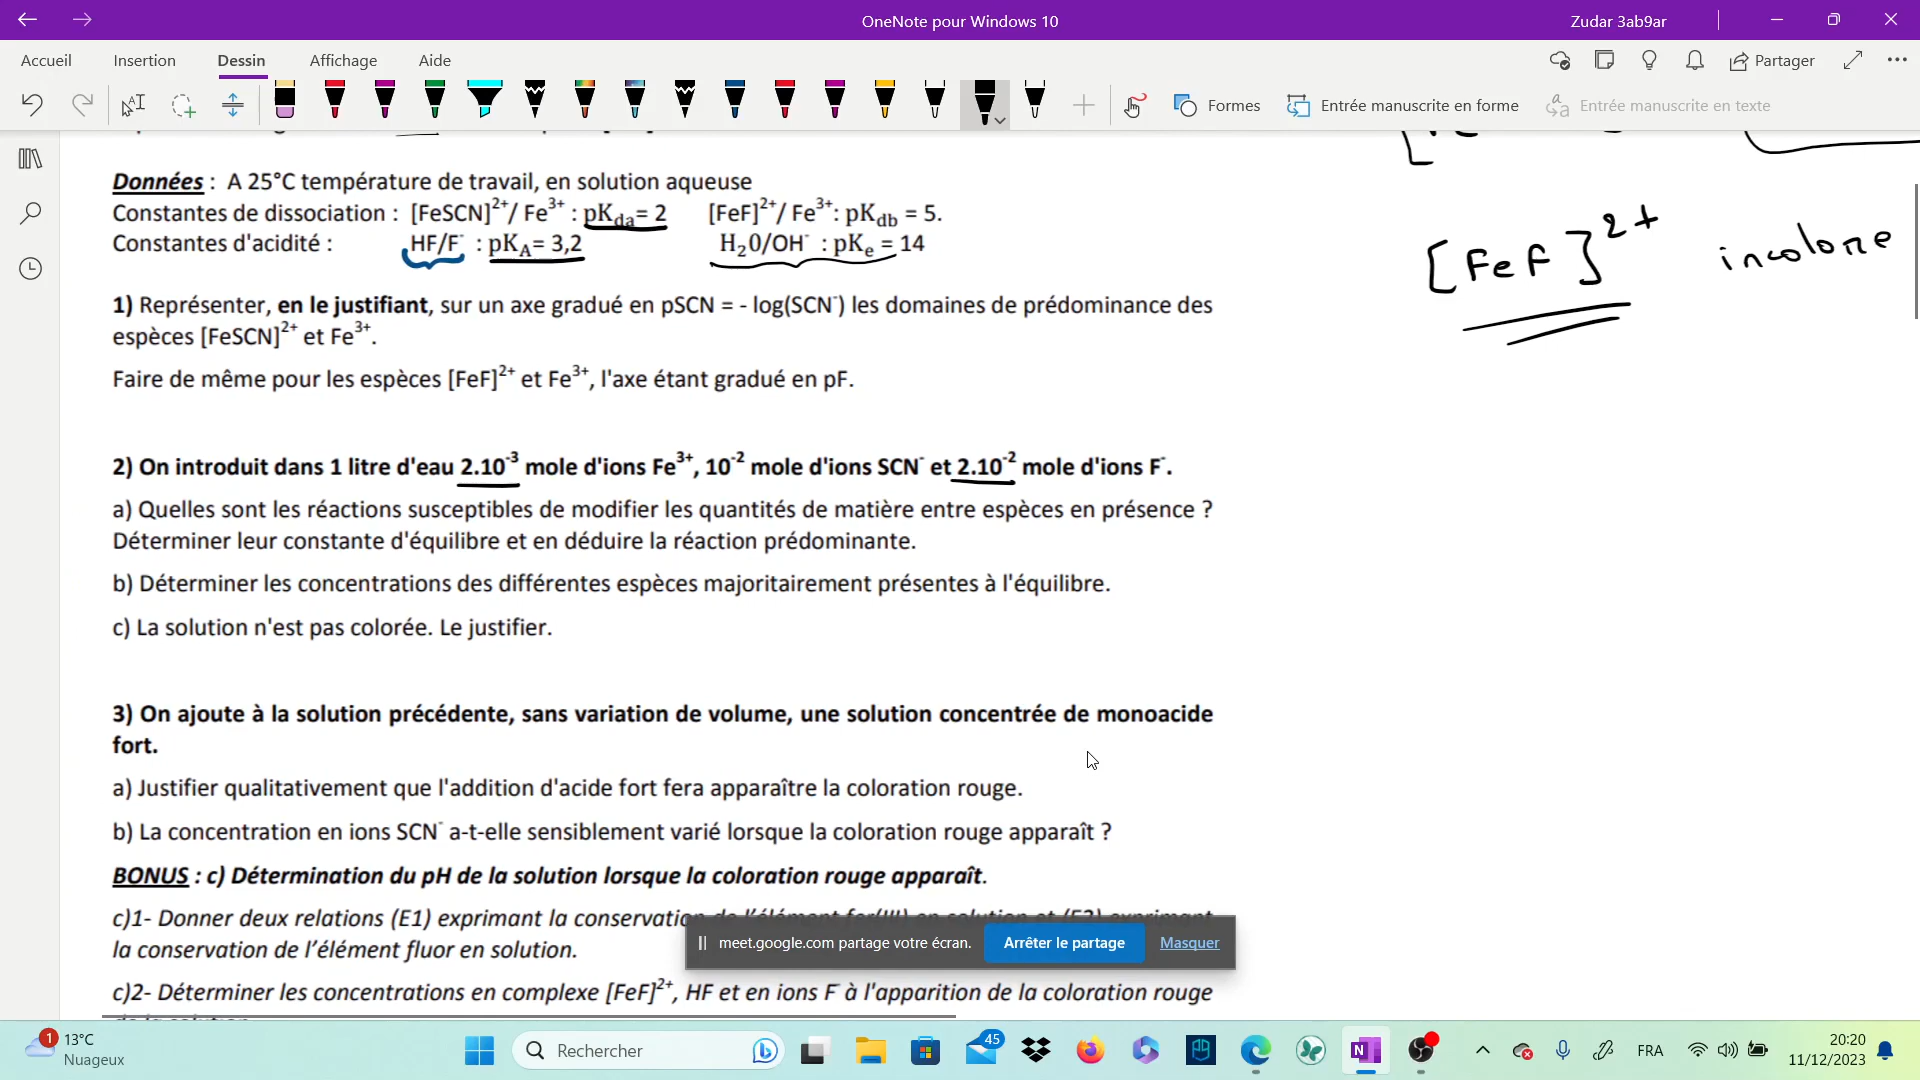 OneNote pour Windows 10
Zudar 3ab9ar
Accueil
Insertion
Dessin
Affichage
Aide
Partager
Formes
Entrée manuscrite en forme
Entrée manuscrite en texte
Données : A 25°C température de travail, en solution aqueuse
Constantes de dissociation : [FeSCN]²⁺/ Fe³⁺ : pKda= 2 [FeF]²⁺/ Fe³⁺: pKdb = 5.
Constantes d'acidité : HF/F⁻ : pKA= 3,2 H₂0/OH⁻ : pKe = 14
[FeF]²⁺ incolore
1) Représenter, en le justifiant, sur un axe gradué en pSCN = - log(SCN⁻) les domaines de prédominance des
espèces [FeSCN]²⁺ et Fe³⁺.
Faire de même pour les espèces [FeF]²⁺ et Fe³⁺, l'axe étant gradué en pF.
2) On introduit dans 1 litre d'eau 2.10⁻³ mole d'ions Fe³⁺, 10⁻² mole d'ions SCN⁻ et 2.10⁻² mole d'ions F⁻.
a) Quelles sont les réactions susceptibles de modifier les quantités de matière entre espèces en présence ?
Déterminer leur constante d'équilibre et en déduire la réaction prédominante.
b) Déterminer les concentrations des différentes espèces majoritairement présentes à l'équilibre.
c) La solution n'est pas colorée. Le justifier.
3) On ajoute à la solution précédente, sans variation de volume, une solution concentrée de monoacide
fort.
a) Justifier qualitativement que l'addition d'acide fort fera apparaître la coloration rouge.
b) La concentration en ions SCN⁻ a-t-elle sensiblement varié lorsque la coloration rouge apparaît ?
BONUS : c) Détermination du pH de la solution lorsque la coloration rouge apparaît.
c)1- Donner deux relations (E1) exprimant la conservation de l'élément fer(III) en solution et (E2) exprimant
la conservation de l'élément fluor en solution.
meet.google.com partage votre écran.
Arrêter le partage
Masquer
c)2- Déterminer les concentrations en complexe [FeF]²⁺, HF et en ions F⁻ à l'apparition de la coloration rouge
1
13°C
Nuageux
Rechercher
45
FRA
20:20
11/12/2023